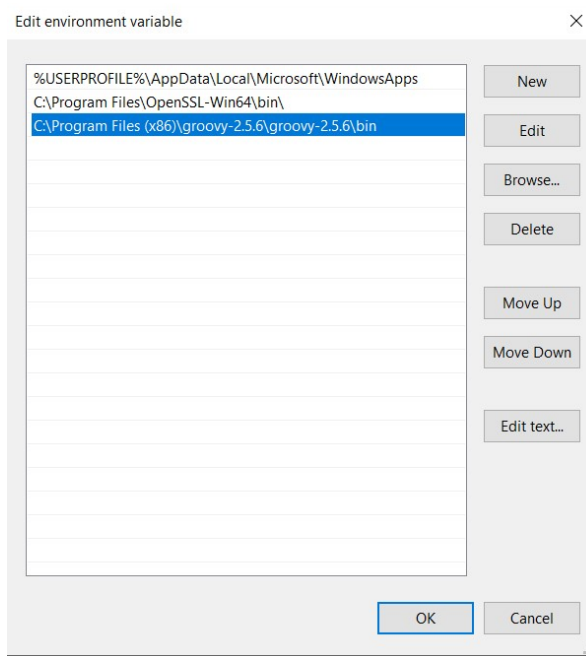 Edit environment variable
%USERPROFILE%\AppData\Local\Microsoft\WindowsApps
C:\Program Files\OpenSSL-Win64\bin\
C:\Program Files (x86)\groovy-2.5.6\groovy-2.5.6\bin
New
Edit
Browse...
Delete
Move Up
Move Down
Edit text...
OK
Cancel